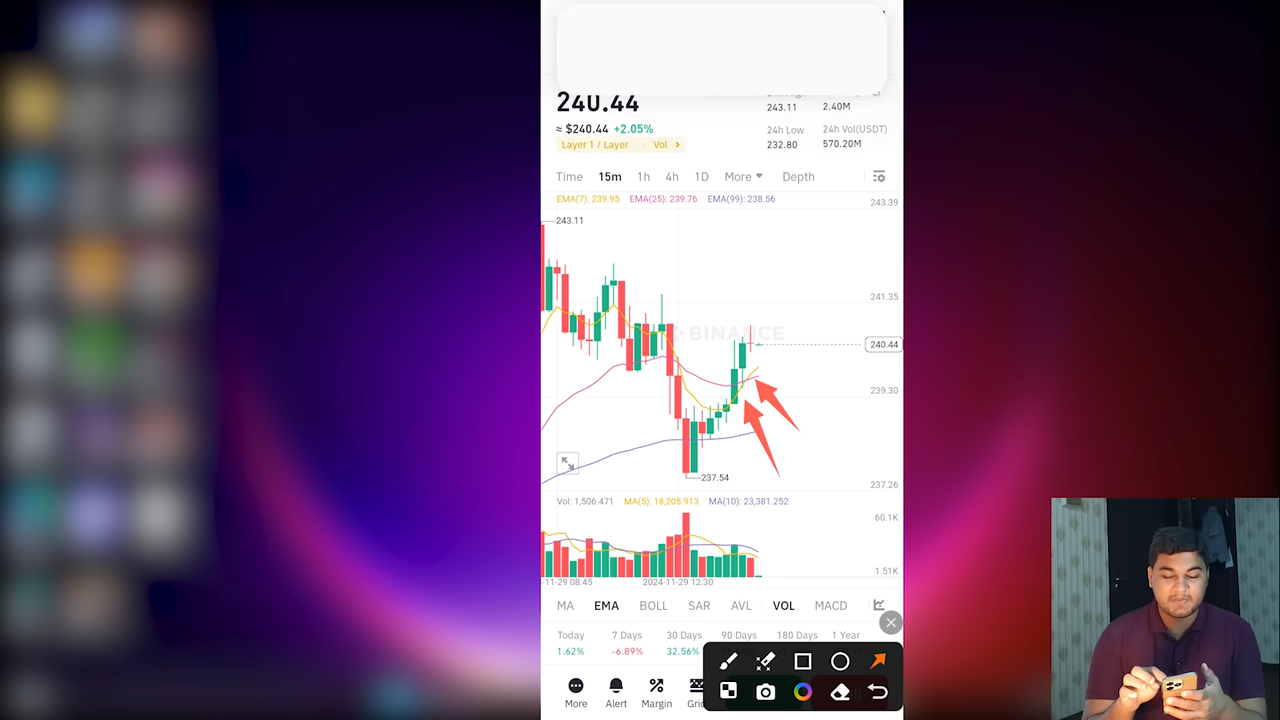 240.44
243.11
2.40M
≈ $240.44 +2.05%
24h Low
24h Vol(USDT)
Layer 1 / Layer
Vol
232.80
570.20M
Time 15m 1h 4h 1D More Depth
EMA(7): 239.95 EMA(25): 239.76 EMA(99): 238.56
243.39
243.11
241.35
BINANCE
240.44
239.30
237.54
237.26
Vol: 1,506.471 MA(5): 18,205.913 MA(10): 23,381.252
60.1K
1.51K
-11-29 08:45 2024-11-29 12:30
MA EMA BOLL SAR AVL VOL MACD
Today 7 Days 30 Days 90 Days 180 Days 1 Year
1.62% -6.89% 32.56%
More Alert Margin